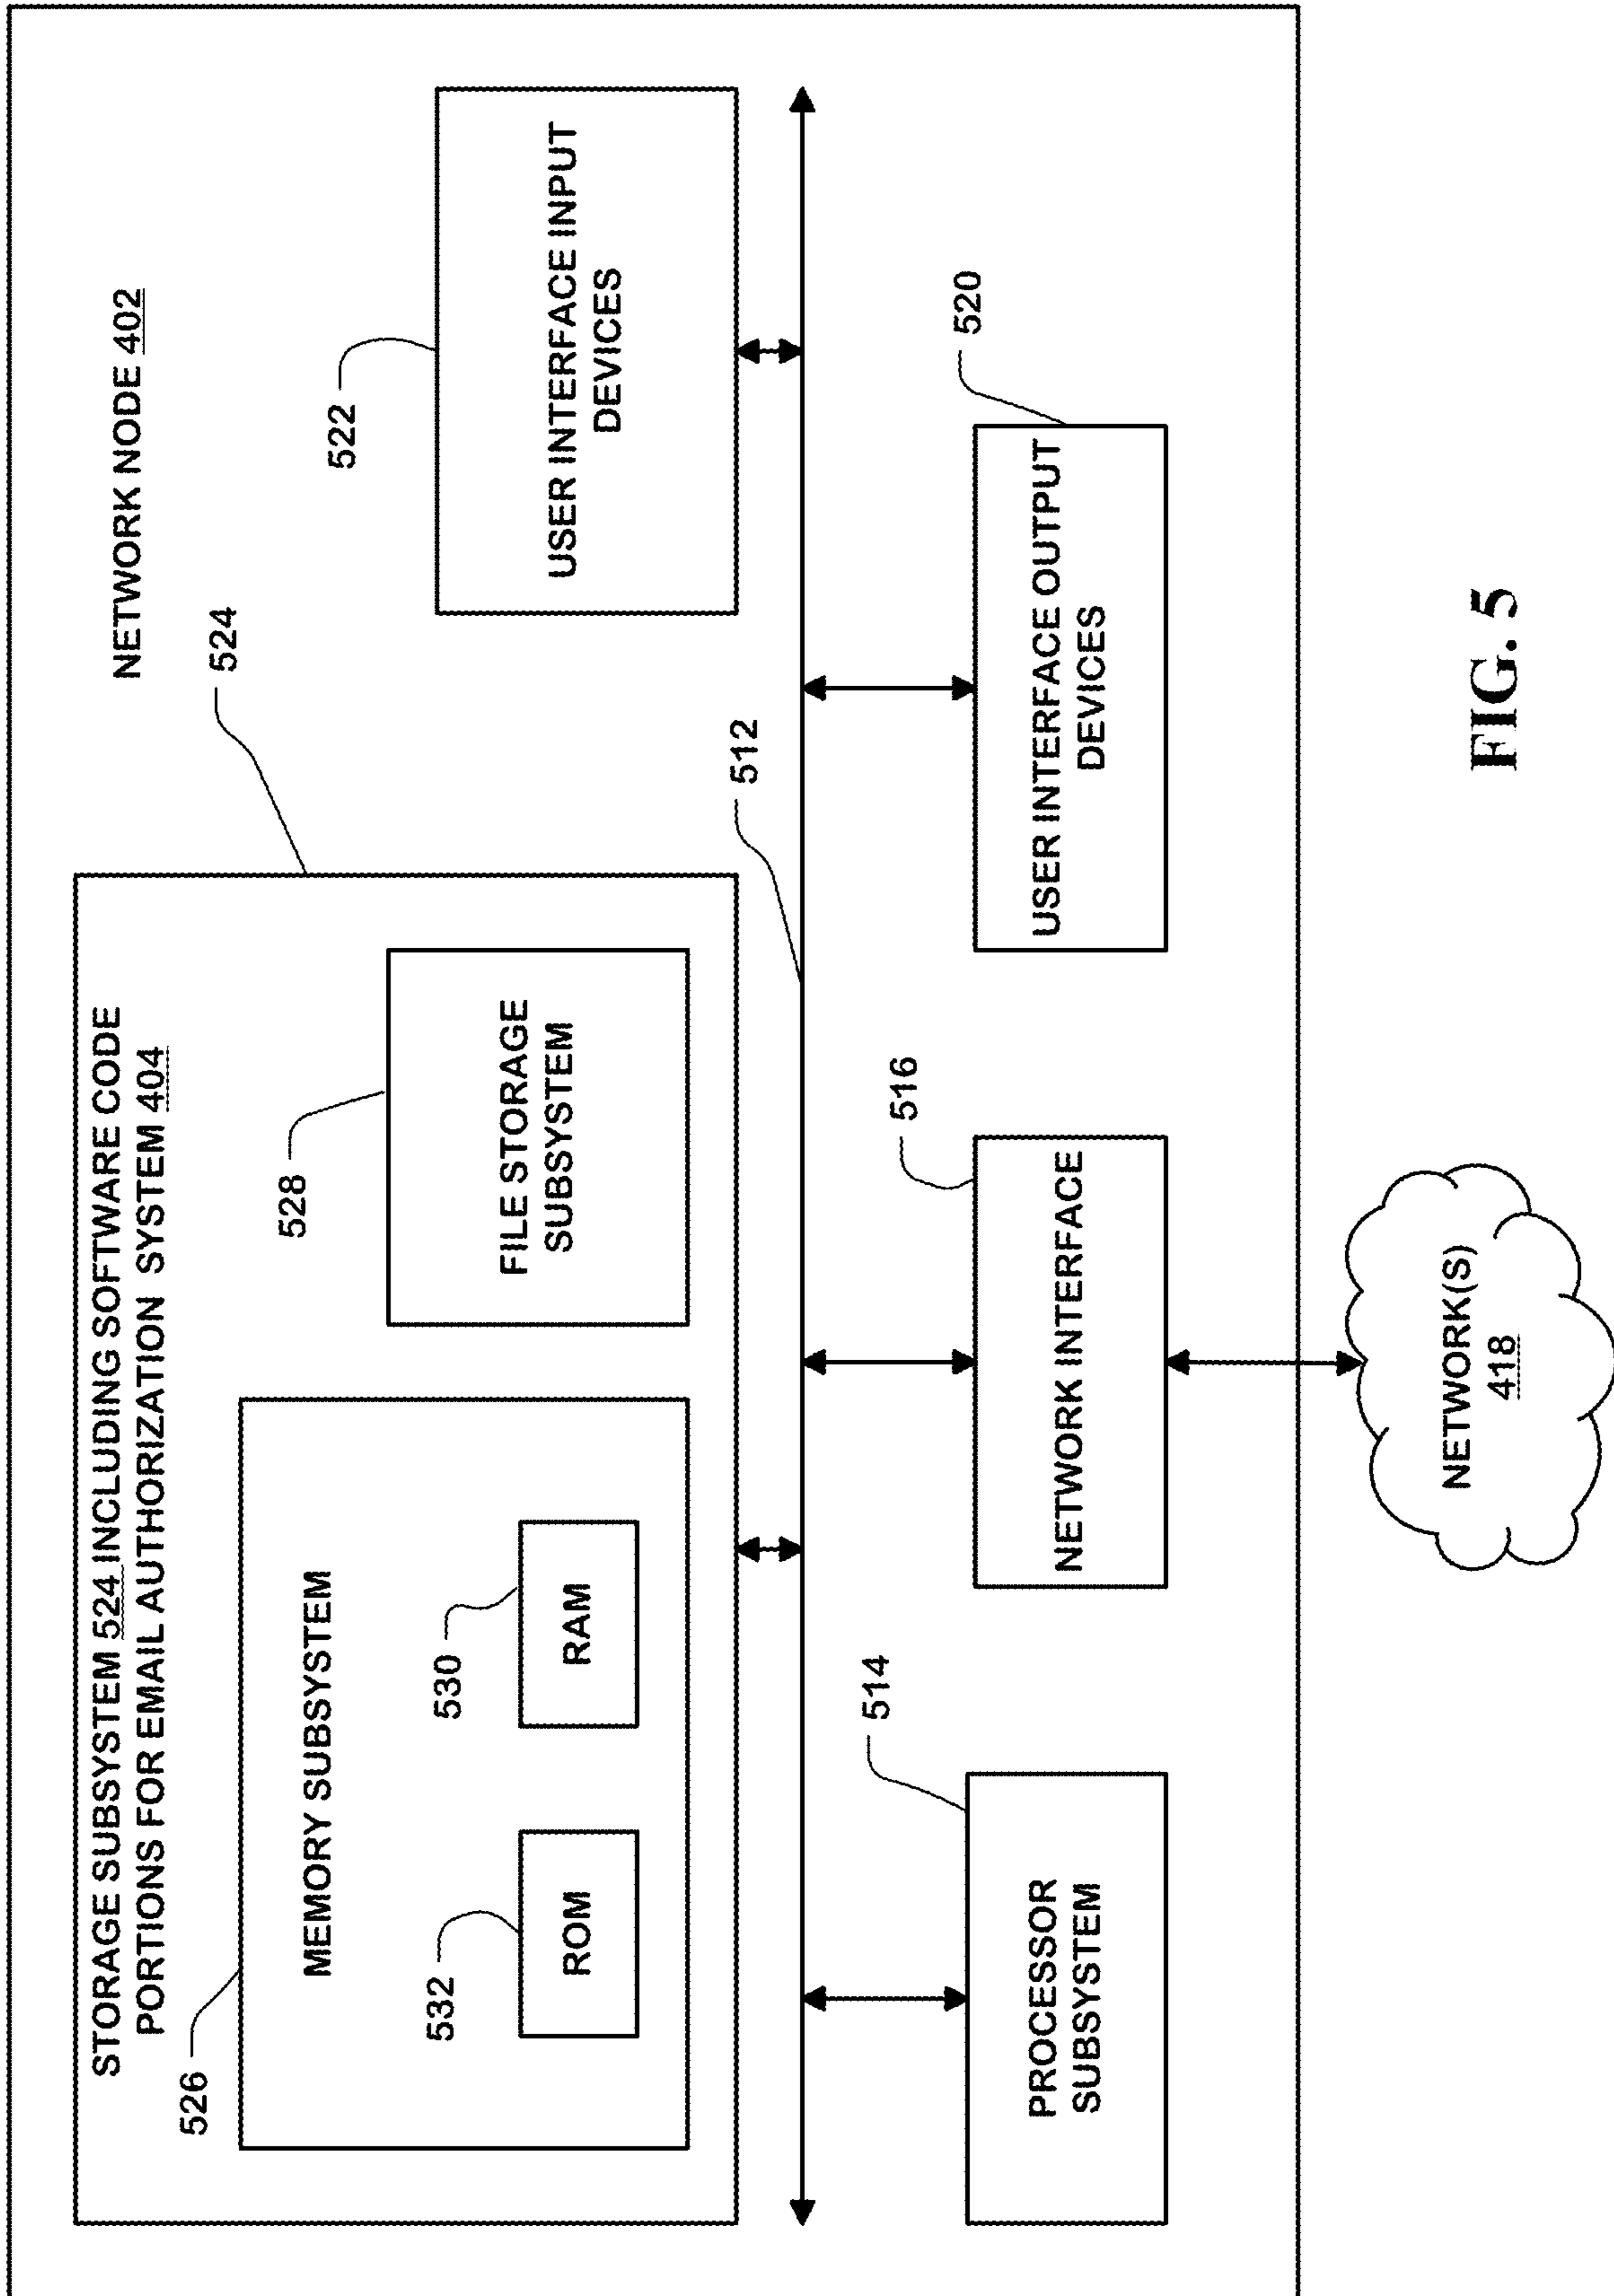 NETWORK NODE 402
524
STORAGE SUBSYSTEM 524 INCLUDING SOFTWARE CODE
PORTIONS FOR EMAIL AUTHORIZATION SYSTEM 404
526
MEMORY SUBSYSTEM
532
ROM
530
RAM
528
FILE STORAGE
SUBSYSTEM
522
USER INTERFACE INPUT
DEVICES
512
514
PROCESSOR
SUBSYSTEM
516
NETWORK INTERFACE
520
USER INTERFACE OUTPUT
DEVICES
NETWORK(S)
418
FIG. 5